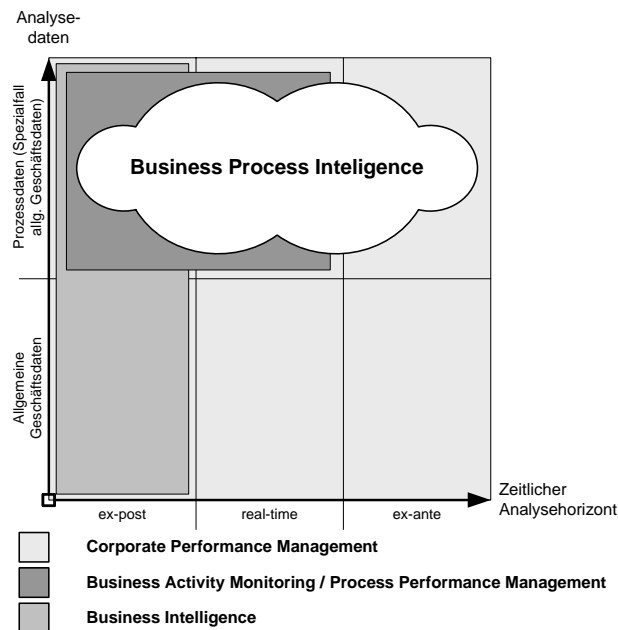 Analyse-
daten
Prozessdaten (Spezialfall
allg. Geschäftsdaten)
Business Process Inteligence
Allgemeine
Geschäftsdaten
Zeitlicher
Analysehorizont
ex-post
real-time
ex-ante
Corporate Performance Management
Business Activity Monitoring / Process Performance Management
Business Intelligence